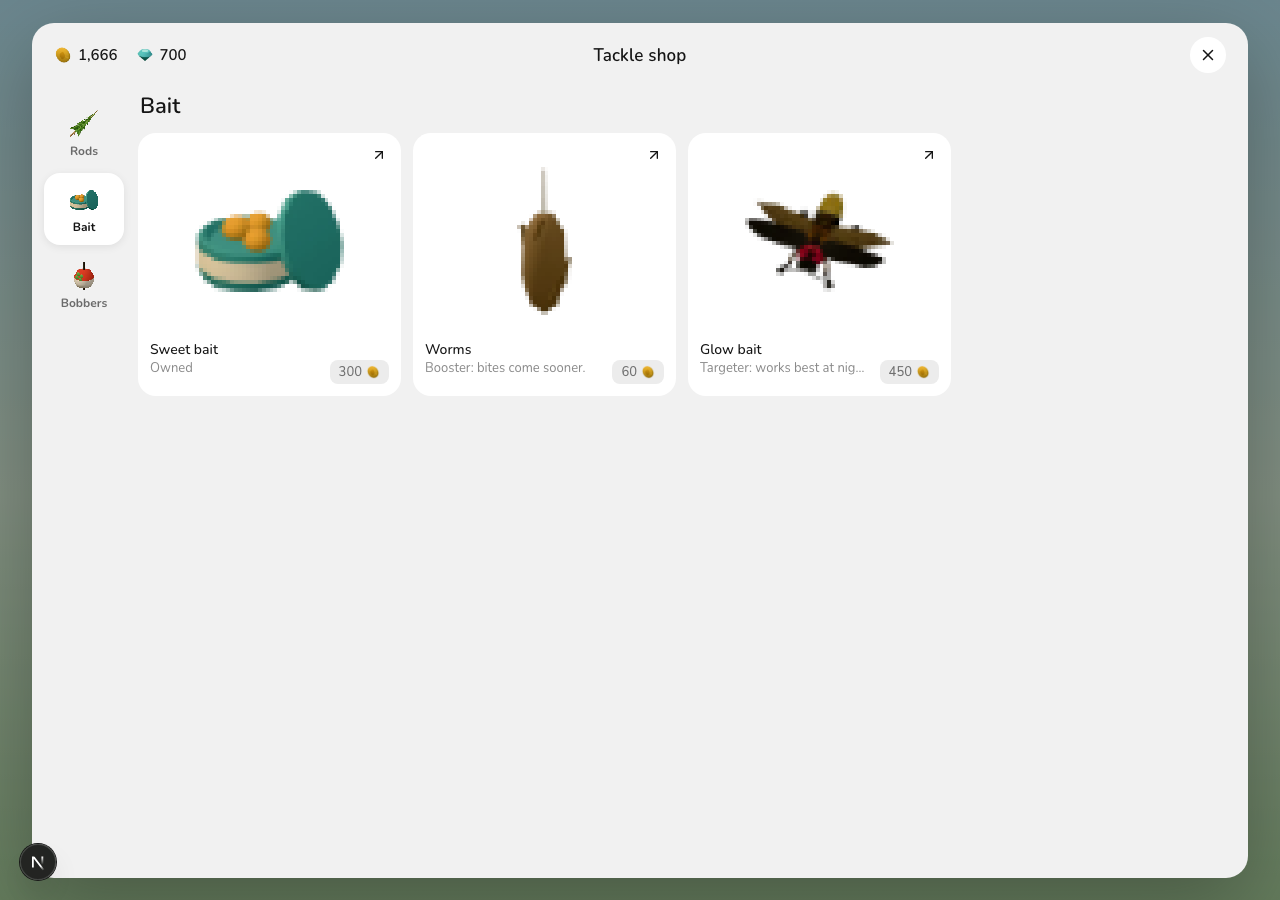 1,666 700 Tackle shop
Bait
Rods
Bait
Bobbers
Sweet bait
Owned
300
Worms
Booster: bites come sooner.
60
Glow bait
Targeter: works best at nig...
450
N